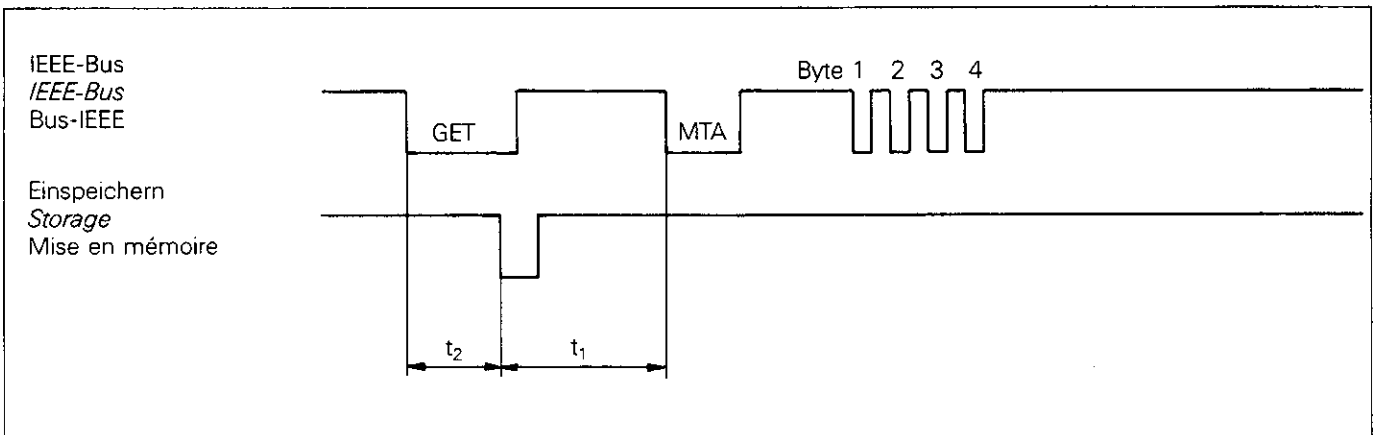 IEEE-Bus
IEEE-Bus
Bus-IEEE
Byte 1 2 3 4
GET
MTA
Einspeichern
Storage
Mise en mémoire
t₂
t₁